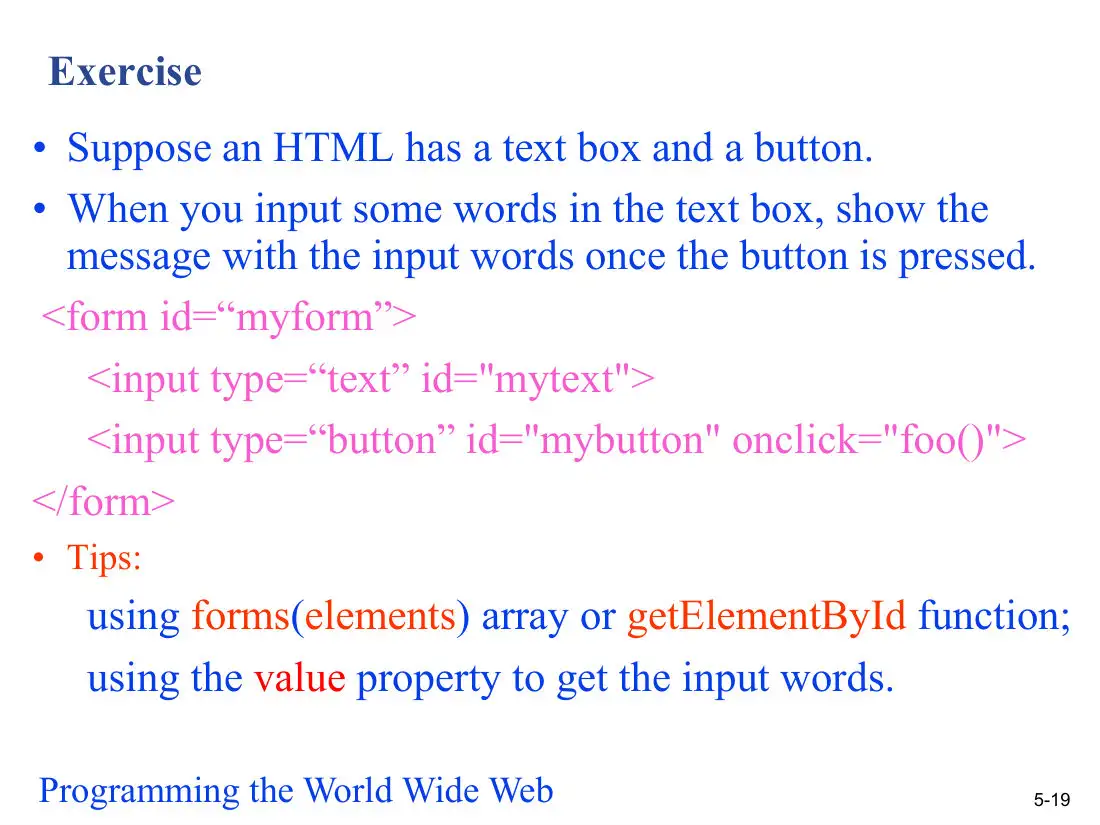 Exercise
• Suppose an HTML has a text box and a button.
• When you input some words in the text box, show the
message with the input words once the button is pressed.
<form id=“myform”>
<input type=“text” id="mytext">
<input type=“button” id="mybutton" onclick="foo()">
</form>
• Tips:
using forms(elements) array or getElementById function;
using the value property to get the input words.
Programming the World Wide Web
5-19